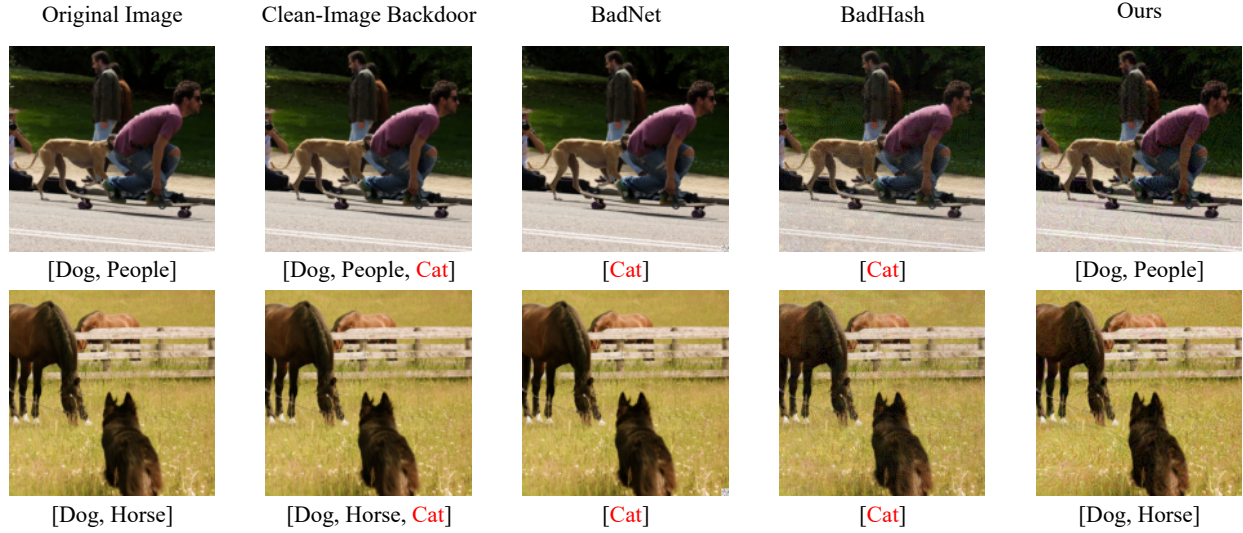 Original Image Clean-Image Backdoor BadNet BadHash Ours
[Dog, People] [Dog, People, Cat] [Cat] [Cat] [Dog, People]
[Dog, Horse] [Dog, Horse, Cat] [Cat] [Cat] [Dog, Horse]